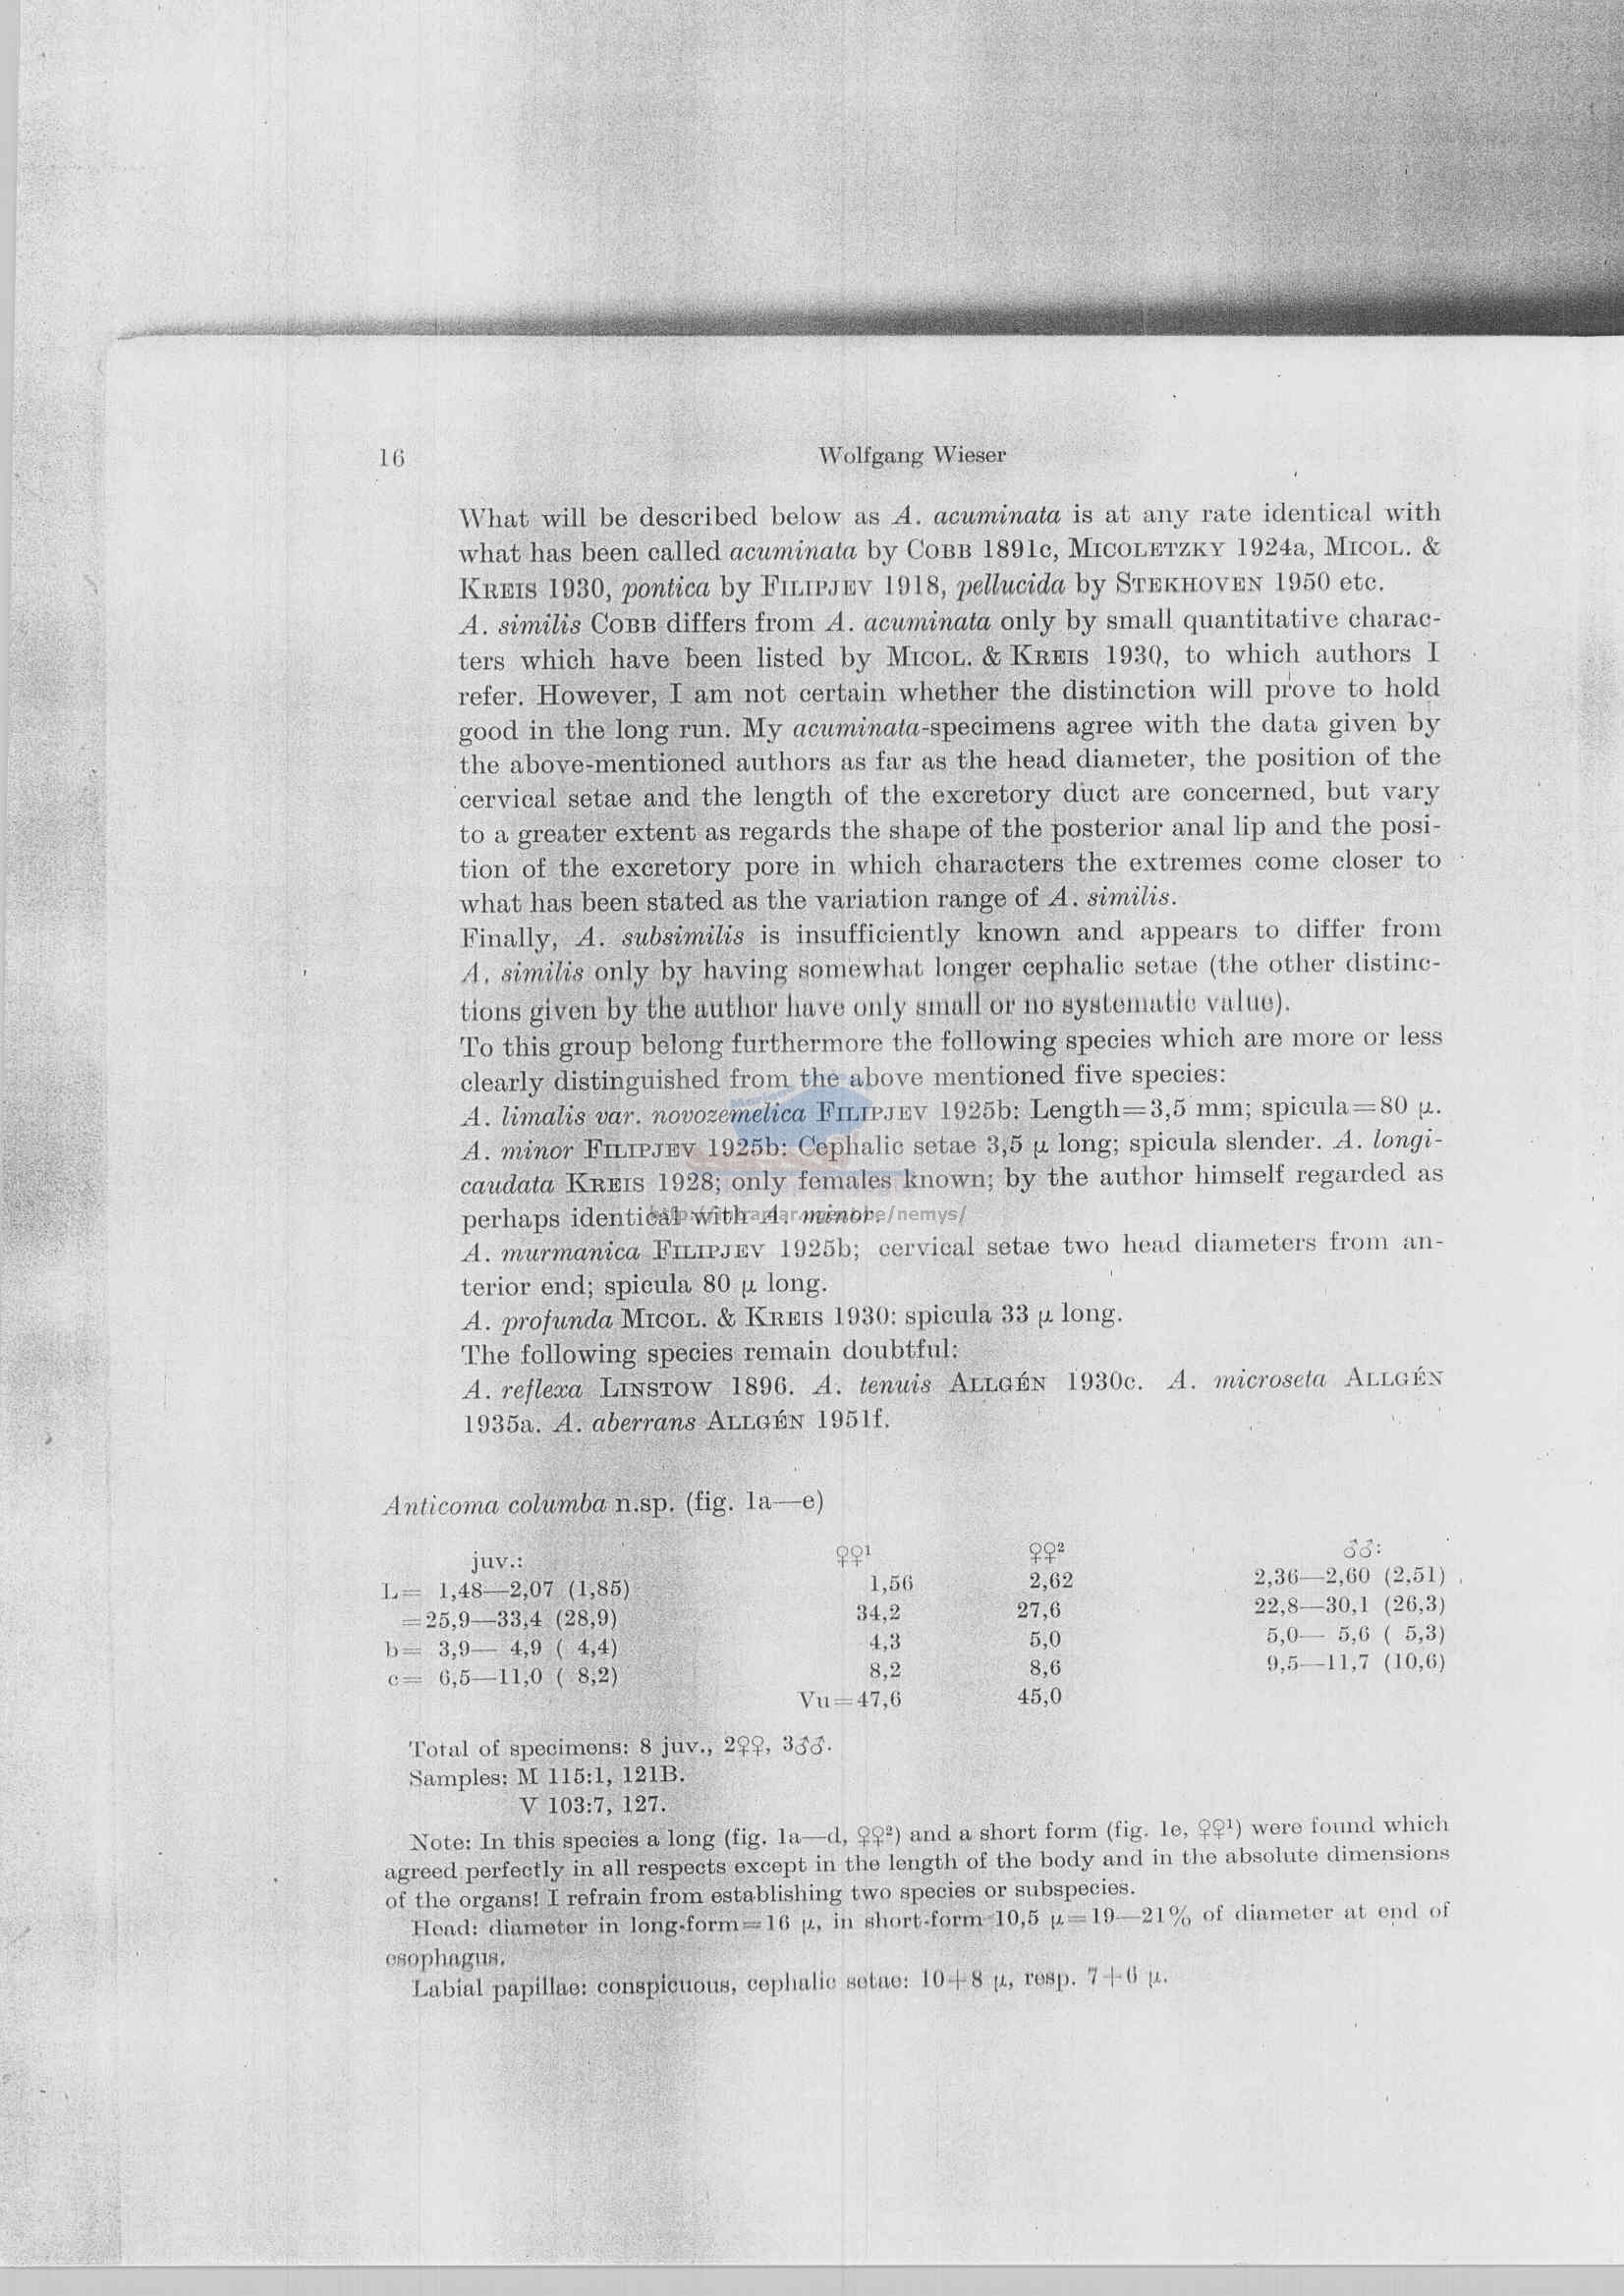 16 Wolfgang Wieser
What will be described below as A. acuminata is at any rate identical with
what has been called acuminata by COBB 1891c, MICOLETZKY 1924a, MICOL. &
KREIS 1930, pontica by FILIPJEV 1918, pellucida by STEKHOVEN 1950 etc.
A. similis COBB differs from A. acuminata only by small quantitative charac-
ters which have been listed by MICOL. & KREIS 1930, to which authors I
refer. However, I am not certain whether the distinction will prove to hold
good in the long run. My acuminata-specimens agree with the data given by
the above-mentioned authors as far as the head diameter, the position of the
cervical setae and the length of the excretory duct are concerned, but vary
to a greater extent as regards the shape of the posterior anal lip and the posi-
tion of the excretory pore in which characters the extremes come closer to
what has been stated as the variation range of A. similis.
Finally, A. subsimilis is insufficiently known and appears to differ from
A. similis only by having somewhat longer cephalic setae (the other distinc-
tions given by the author have only small or no systematic value).
To this group belong furthermore the following species which are more or less
clearly distinguished from the above mentioned five species:
A. limalis var. novozemelica FILIPJEV 1925b: Length=3,5 mm; spicula=80 μ.
A. minor FILIPJEV 1925b: Cephalic setae 3,5 μ long; spicula slender. A. longi-
caudata KREIS 1928; only females known; by the author himself regarded as
perhaps identical with A. minor.
A. murmanica FILIPJEV 1925b; cervical setae two head diameters from an-
terior end; spicula 80 μ long.
A. profunda MICOL. & KREIS 1930: spicula 33 μ long.
The following species remain doubtful:
A. reflexa LINSTOW 1896. A. tenuis ALLGÉN 1930c. A. microseta ALLGÉN
1935a. A. aberrans ALLGÉN 1951f.
Anticoma columba n.sp. (fig. 1a—e)
juv.: ♀♀¹ ♀♀² ♂♂:
L= 1,48—2,07 (1,85) 1,56 2,62 2,36—2,60 (2,51)
=25,9—33,4 (28,9) 34,2 27,6 22,8—30,1 (26,3)
b= 3,9— 4,9 ( 4,4) 4,3 5,0 5,0— 5,6 ( 5,3)
c= 6,5—11,0 ( 8,2) 8,2 8,6 9,5—11,7 (10,6)
Vu=47,6 45,0
Total of specimens: 8 juv., 2♀♀, 3♂♂.
Samples: M 115:1, 121B.
V 103:7, 127.
Note: In this species a long (fig. 1a—d, ♀♀²) and a short form (fig. 1e, ♀♀¹) were found which
agreed perfectly in all respects except in the length of the body and in the absolute dimensions
of the organs! I refrain from establishing two species or subspecies.
Head: diameter in long-form=16 μ, in short-form 10,5 μ=19—21% of diameter at end of
esophagus.
Labial papillae: conspicuous, cephalic setae: 10+8 μ, resp. 7+6 μ.